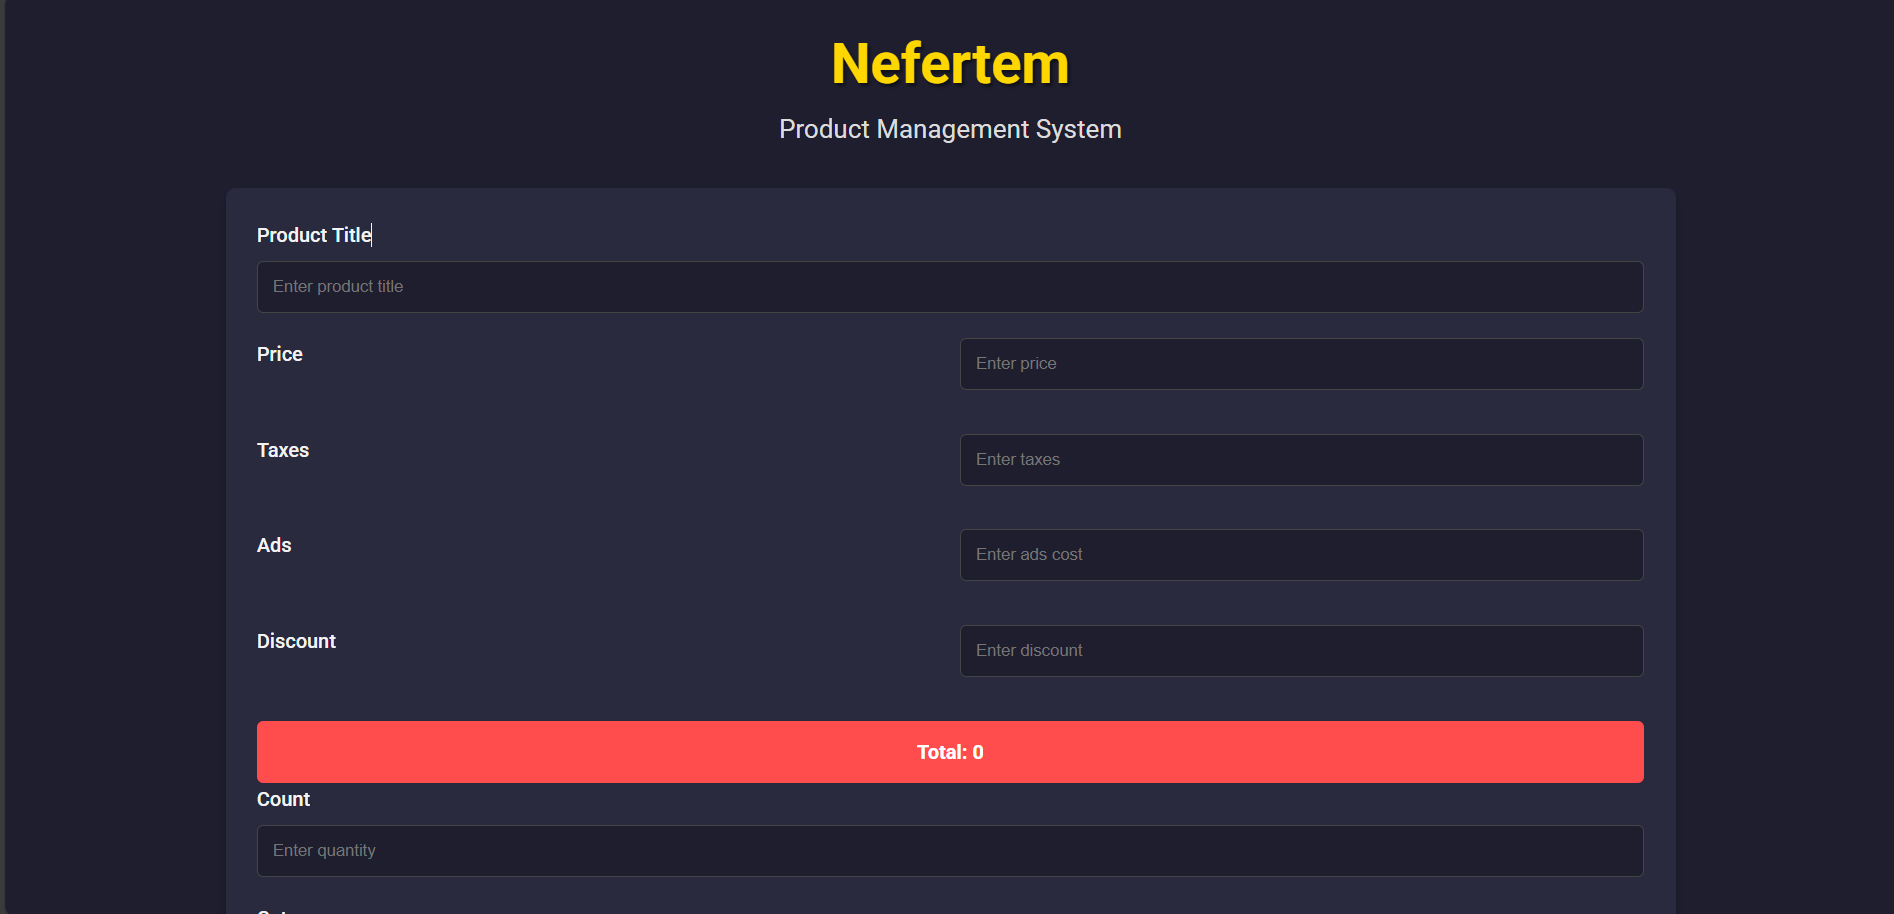 Nefertem
Product Management System
Product Title
Enter product title
Price
Enter price
Taxes
Enter taxes
Ads
Enter ads cost
Discount
Enter discount
Total: 0
Count
Enter quantity